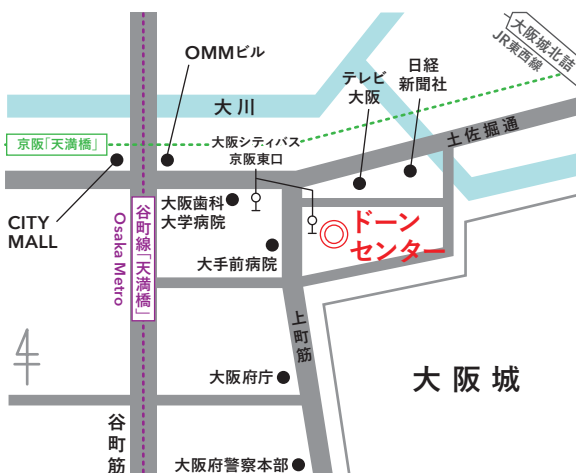 OMMビル
大阪城北詰
JR東西線
日経
新聞社
テレビ
大阪
大川
土佐堀通
京阪「天満橋」
大阪シティバス
京阪東口
CITY
MALL
谷町線「天満橋」
Osaka Metro
大阪歯科
大学病院
ドーン
センター
大手前病院
上町筋
大阪府庁
大阪城
谷町筋
大阪府警察本部